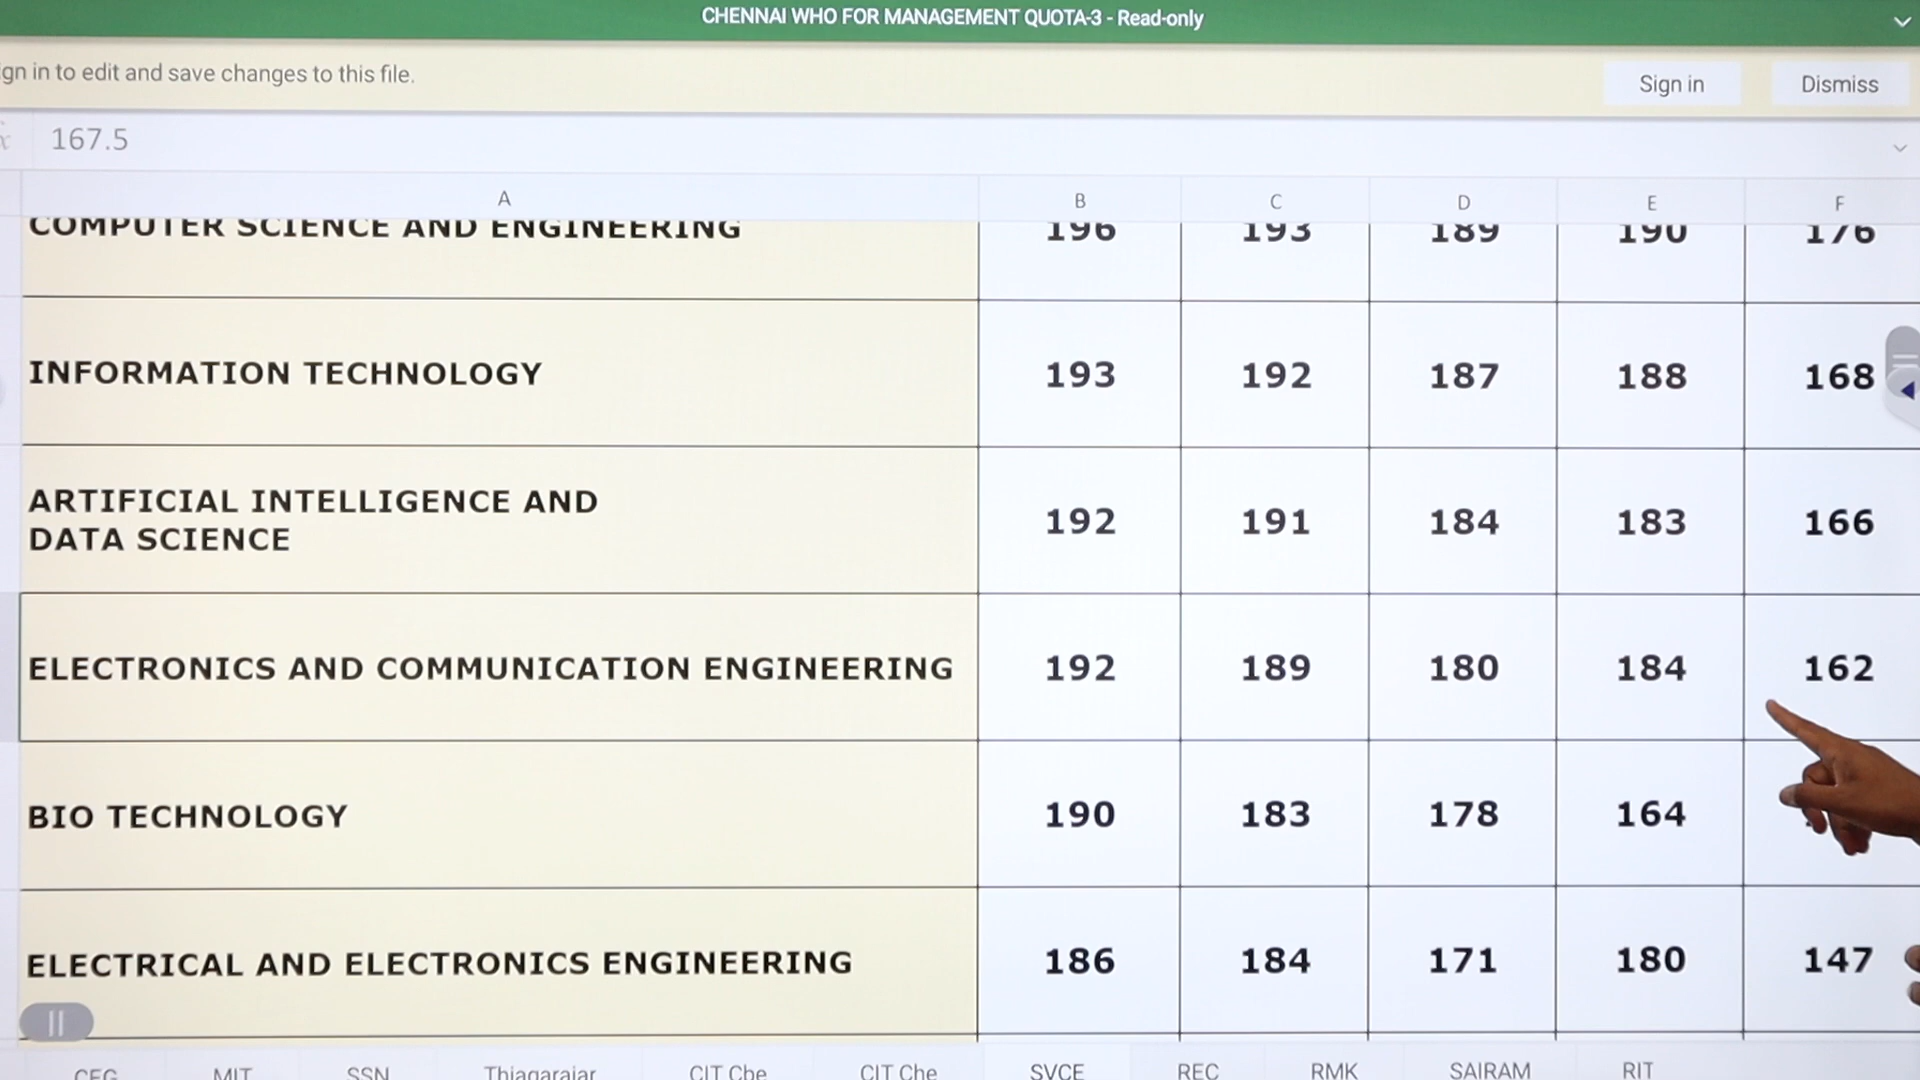 CHENNAI WHO FOR MANAGEMENT QUOTA-3 - Read-only
gn in to edit and save changes to this file.
Sign in
Dismiss
167.5
A B C D E F
COMPUTER SCIENCE AND ENGINEERING 196 193 189 190 176
INFORMATION TECHNOLOGY 193 192 187 188 168
ARTIFICIAL INTELLIGENCE AND
DATA SCIENCE 192 191 184 183 166
ELECTRONICS AND COMMUNICATION ENGINEERING 192 189 180 184 162
BIO TECHNOLOGY 190 183 178 164
ELECTRICAL AND ELECTRONICS ENGINEERING 186 184 171 180 147
CEG MIT SSN Thiagarajar CIT Cbe CIT Che SVCE REC RMK SAIRAM RIT